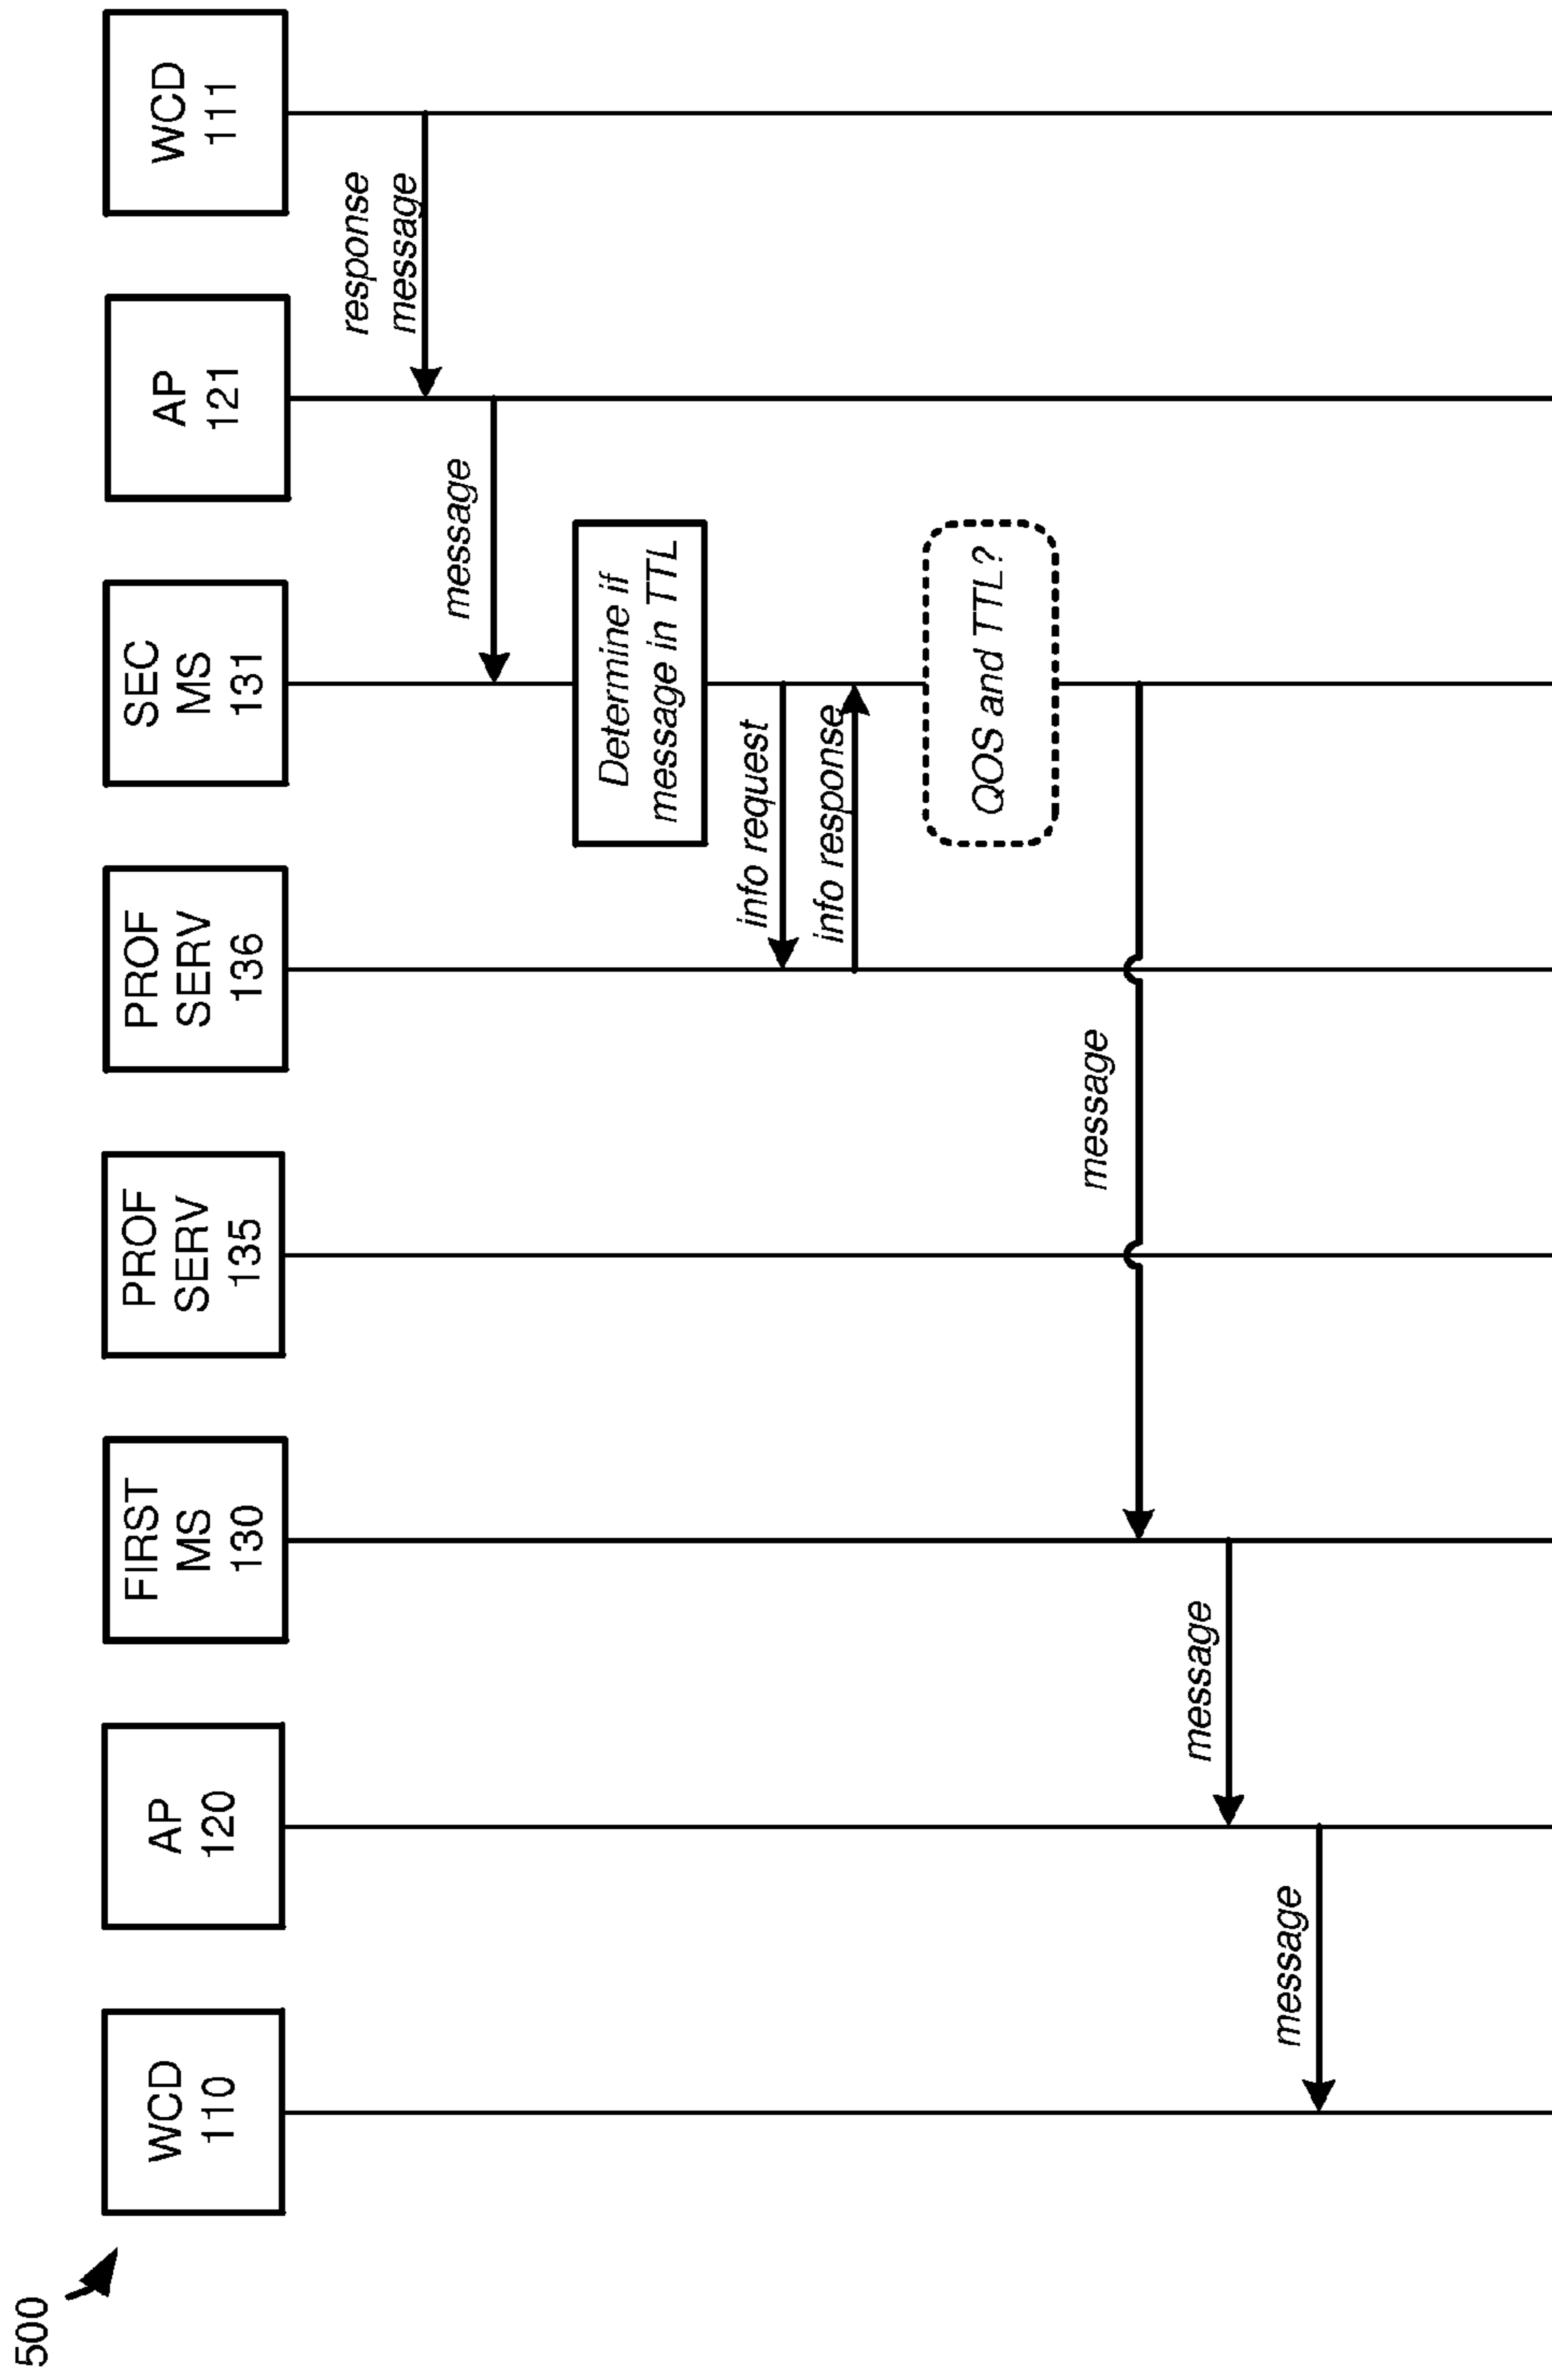 500
WCD
110
AP
120
FIRST
MS
130
PROF
SERV
135
PROF
SERV
136
SEC
MS
131
AP
121
WCD
111
response
message
message
Determine if
message in TTL
info request
info response
QOS and TTL?
message
message
message